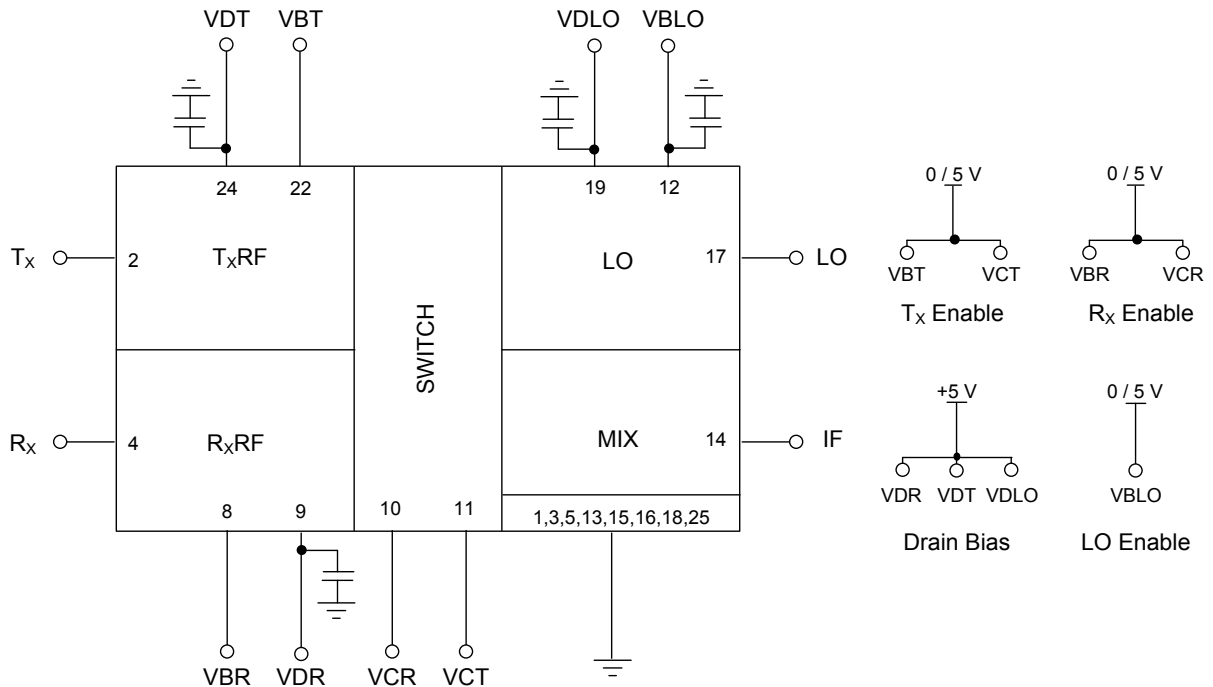 VDT VBT VDLO VBLO
24 22 19 12
0 / 5 V 0 / 5 V
TX 2 TXRF LO 17 LO
VBT VCT VBR VCR
TX Enable RX Enable
SWITCH
+5 V 0 / 5 V
RX 4 RXRF MIX 14 IF
VDR VDT VDLO VBLO
8 9 10 11 1,3,5,13,15,16,18,25
Drain Bias LO Enable
VBR VDR VCR VCT